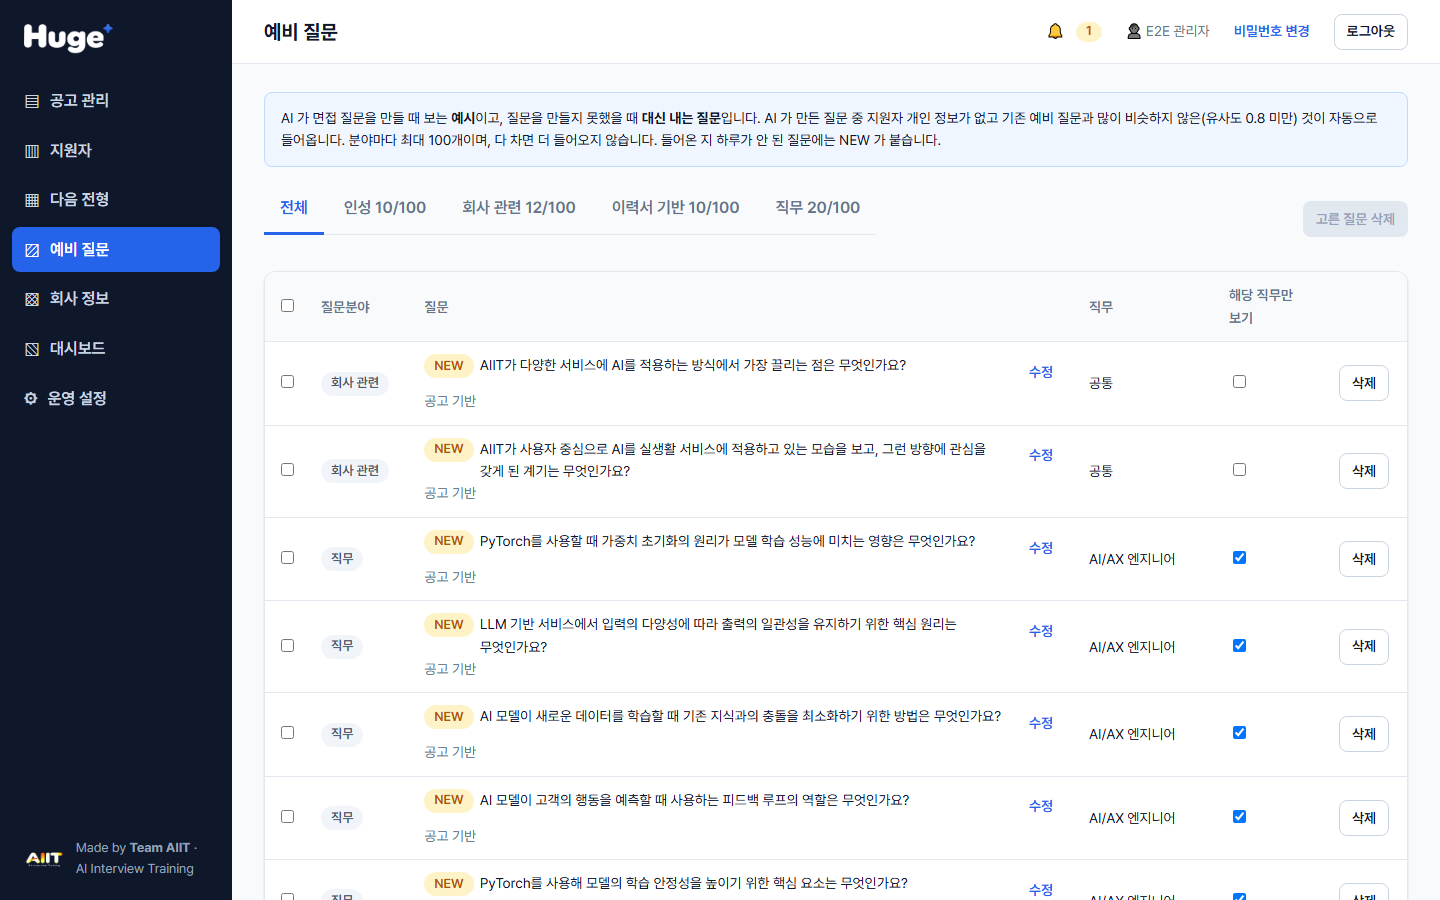 Huge
공고 관리
지원자
다음 전형
예비 질문
회사 정보
대시보드
운영 설정
AIIT
Made by Team AIIT ·
AI Interview Training
예비 질문
1
E2E 관리자
비밀번호 변경
로그아웃
AI 가 면접 질문을 만들 때 보는 예시이고, 질문을 만들지 못했을 때 대신 내는 질문입니다. AI 가 만든 질문 중 지원자 개인 정보가 없고 기존 예비 질문과 많이 비슷하지 않은(유사도 0.8 미만) 것이 자동으로
들어옵니다. 분야마다 최대 100개이며, 다 차면 더 들어오지 않습니다. 들어온 지 하루가 안 된 질문에는 NEW 가 붙습니다.
전체 인성 10/100 회사 관련 12/100 이력서 기반 10/100 직무 20/100
고른 질문 삭제
질문분야 질문 직무 해당 직무만
보기
NEW AIIT가 다양한 서비스에 AI를 적용하는 방식에서 가장 끌리는 점은 무엇인가요? 수정
회사 관련 공통 삭제
공고 기반
NEW AIIT가 사용자 중심으로 AI를 실생활 서비스에 적용하고 있는 모습을 보고, 그런 방향에 관심을 수정
회사 관련 갖게 된 계기는 무엇인가요? 공통 삭제
공고 기반
NEW PyTorch를 사용할 때 가중치 초기화의 원리가 모델 학습 성능에 미치는 영향은 무엇인가요? 수정
직무 AI/AX 엔지니어 삭제
공고 기반
NEW LLM 기반 서비스에서 입력의 다양성에 따라 출력의 일관성을 유지하기 위한 핵심 원리는 수정
직무 무엇인가요? AI/AX 엔지니어 삭제
공고 기반
NEW AI 모델이 새로운 데이터를 학습할 때 기존 지식과의 충돌을 최소화하기 위한 방법은 무엇인가요? 수정
직무 AI/AX 엔지니어 삭제
공고 기반
NEW AI 모델이 고객의 행동을 예측할 때 사용하는 피드백 루프의 역할은 무엇인가요? 수정
직무 AI/AX 엔지니어 삭제
공고 기반
NEW PyTorch를 사용해 모델의 학습 안정성을 높이기 위한 핵심 요소는 무엇인가요? 수정
직무 AI/AX 엔지니어 삭제